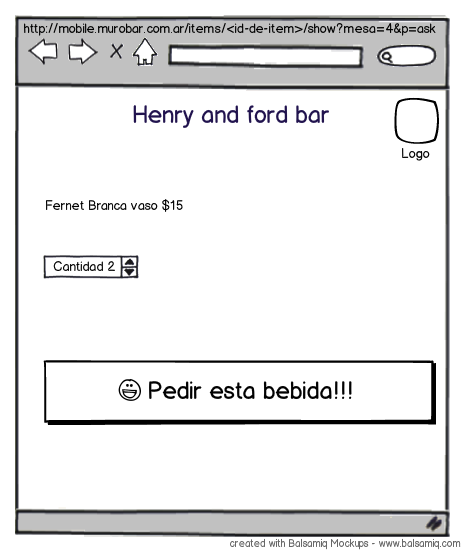 http://mobile.murobar.com.ar/items/<id-de-item>/show?mesa=4&p=ask
Henry and ford bar
Logo
Fernet Branca vaso $15
Cantidad 2
Pedir esta bebida!!!
created with Balsamiq Mockups - www.balsamiq.com